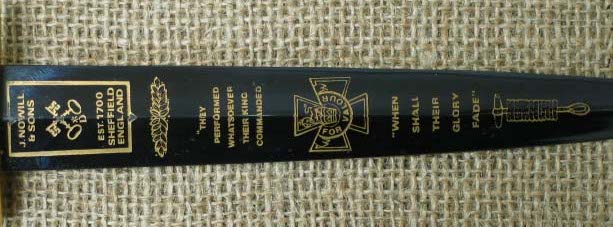 J. NOWILL
& SONS
EST. 1700
SHEFFIELD
ENGLAND
"THEY
PERFORMED
WHATSOEVER
THEIR KING
COMMANDED"
FOR VALOUR
"WHEN
SHALL
THEIR
GLORY
FADE"